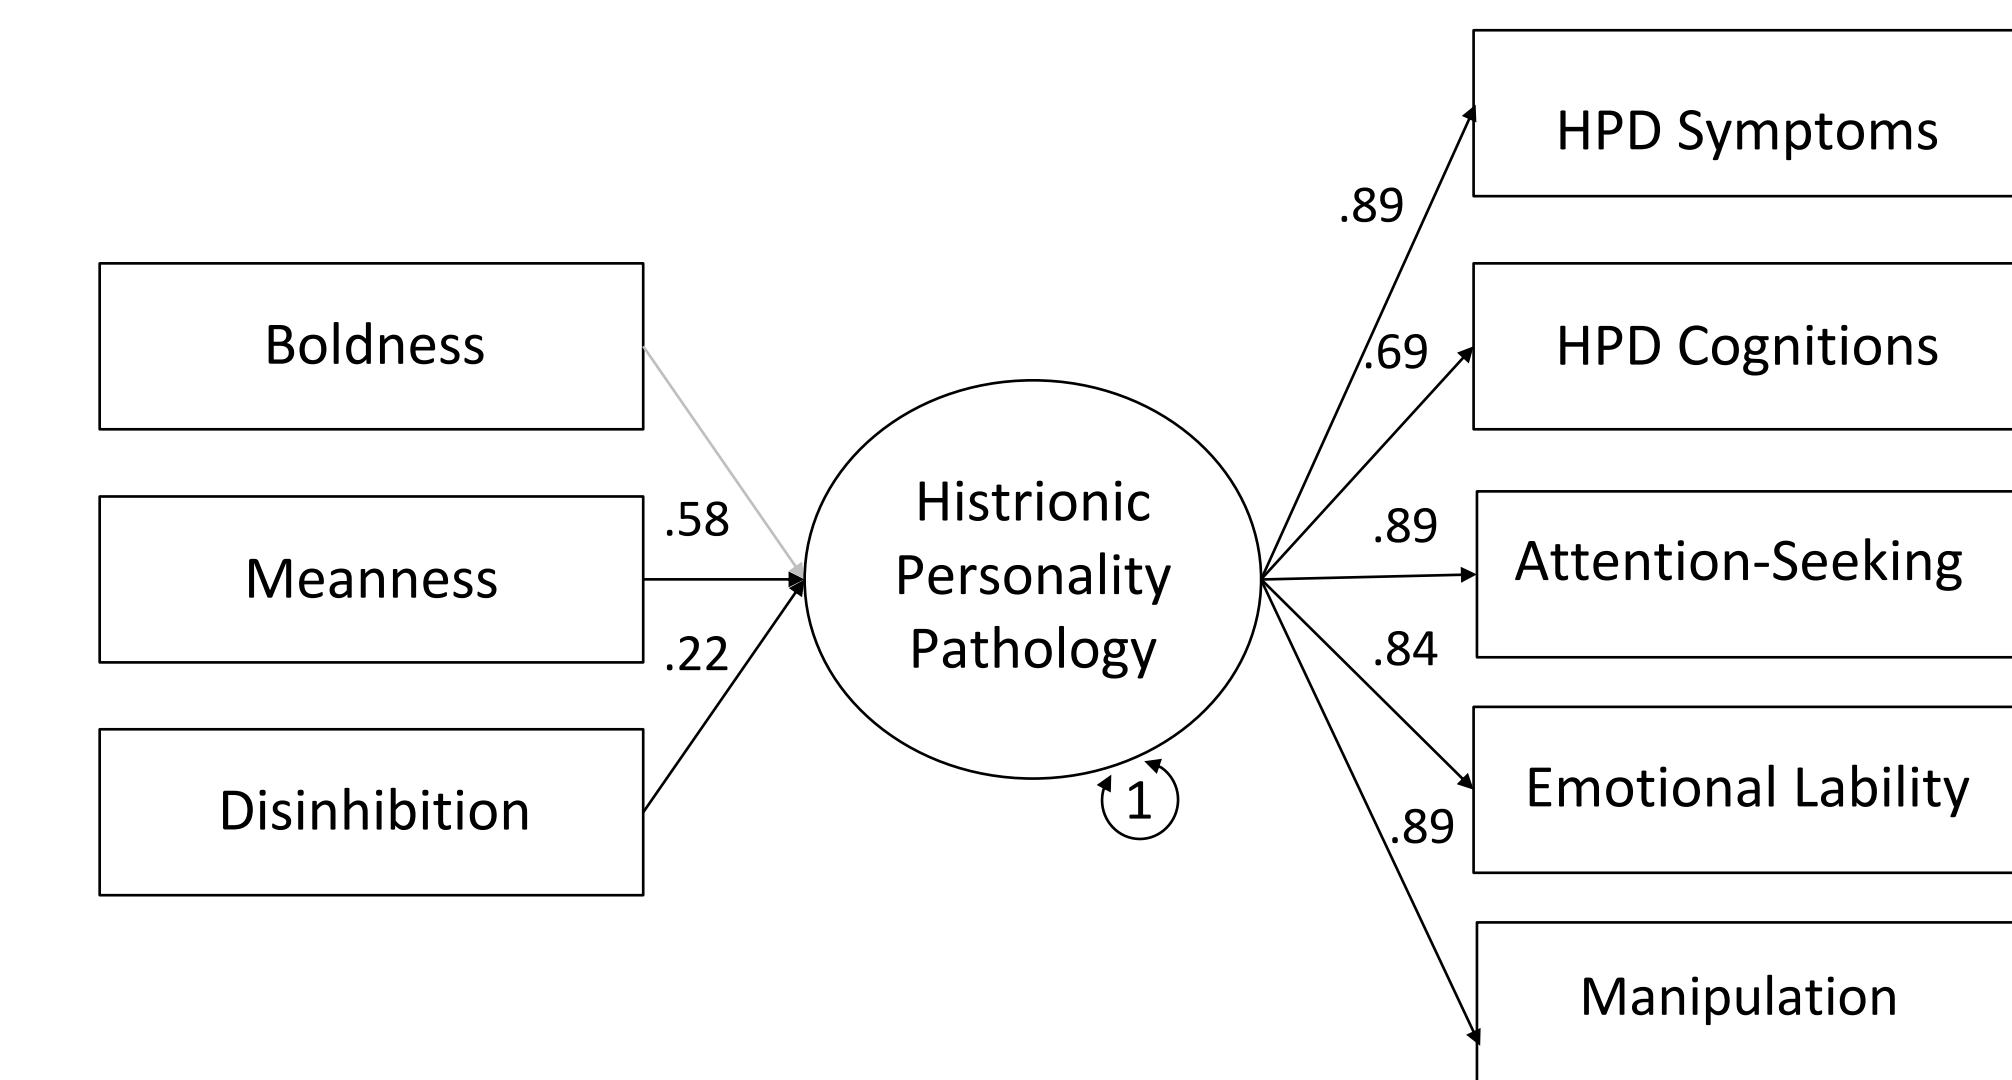 Boldness
Meanness
Disinhibition
.58
.22
Histrionic
Personality
Pathology
1
.89
.69
.89
.84
.89
HPD Symptoms
HPD Cognitions
Attention-Seeking
Emotional Lability
Manipulation